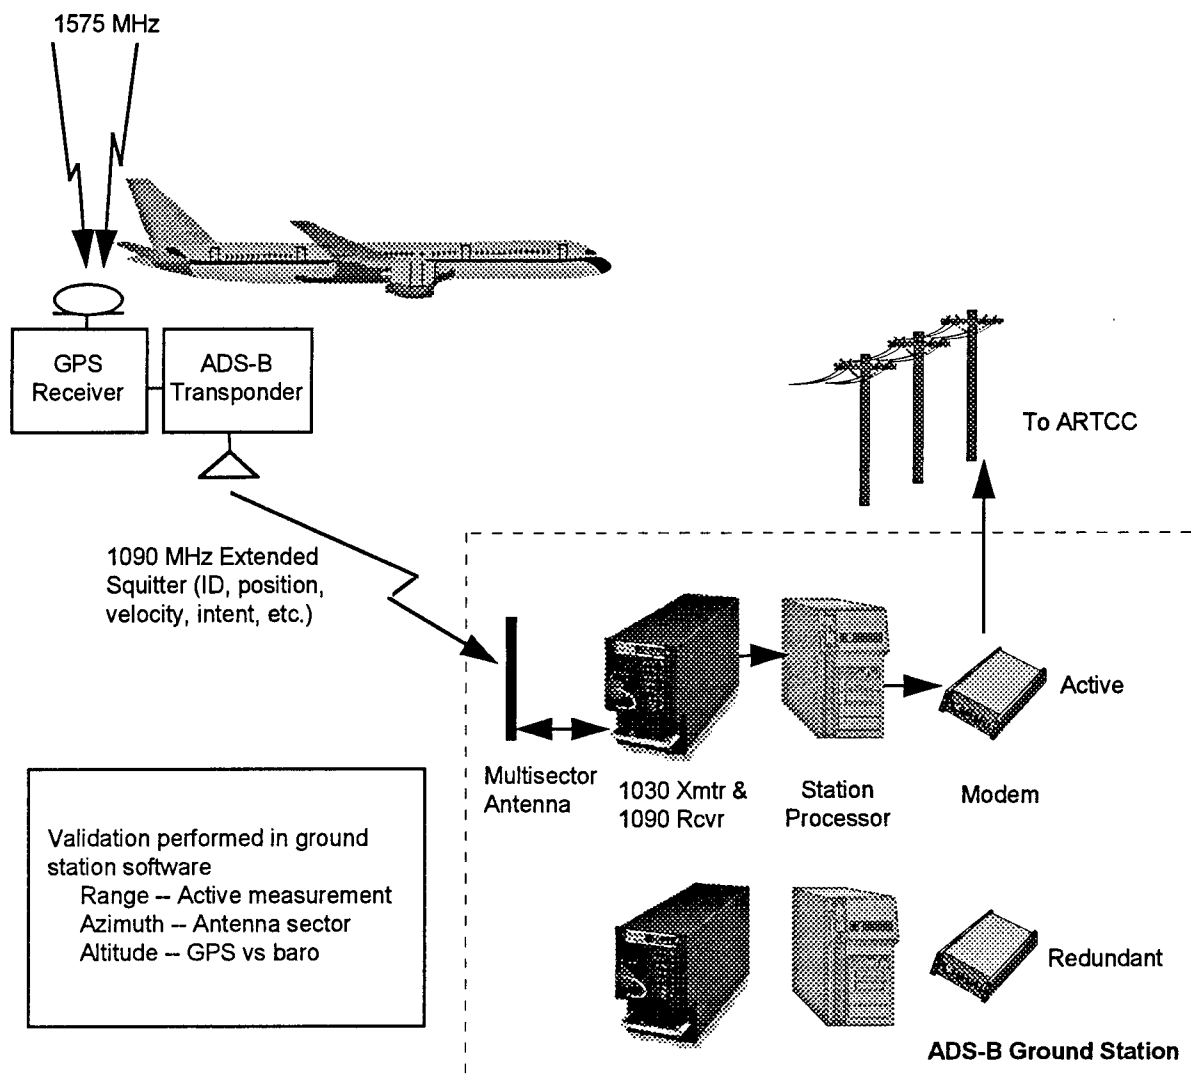 1575 MHz
GPS
Receiver
ADS-B
Transponder
To ARTCC
1090 MHz Extended
Squitter (ID, position,
velocity, intent, etc.)
Active
Multisector
Antenna
1030 Xmtr &
1090 Rcvr
Station
Processor
Modem
Validation performed in ground
station software
Range -- Active measurement
Azimuth -- Antenna sector
Altitude -- GPS vs baro
Redundant
ADS-B Ground Station